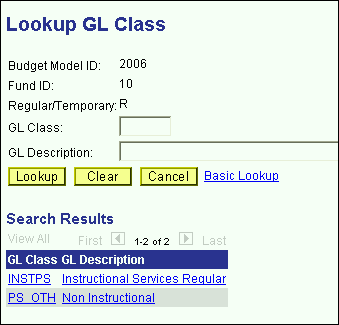 Lookup GL Class
Budget Model ID: 2006
Fund ID: 10
Regular/Temporary: R
GL Class:
GL Description:
Lookup Clear Cancel Basic Lookup
Search Results
View All First 1-2 of 2 Last
GL Class GL Description
INSTPS Instructional Services Regular
PS_OTH Non Instructional